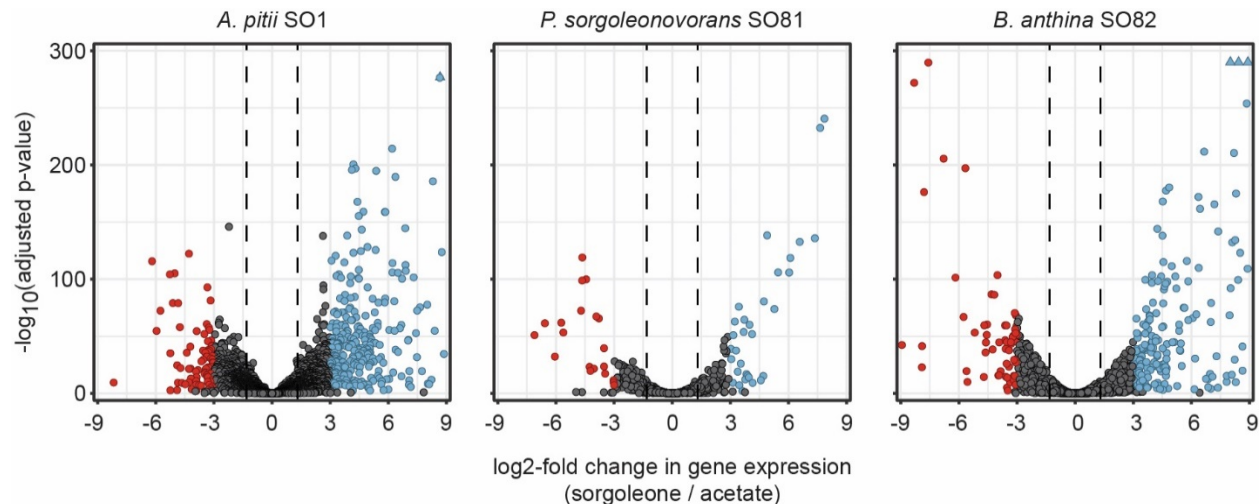 A. pitii SO1
P. sorgoleonovorans SO81
B. anthina SO82
-log10(adjusted p-value)
300
200
100
0
-9 -6 -3 0 3 6 9
-9 -6 -3 0 3 6 9
-9 -6 -3 0 3 6 9
log2-fold change in gene expression
(sorgoleone / acetate)